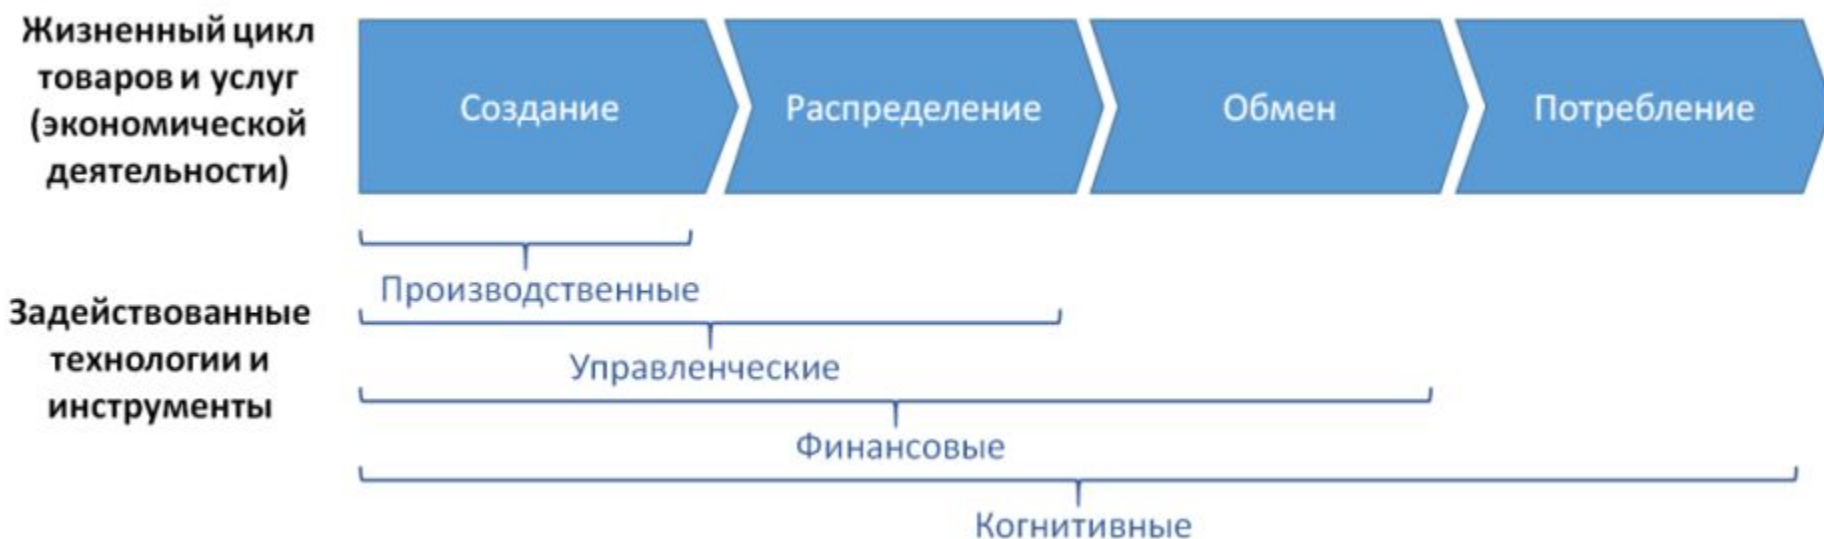 Жизненный цикл
товаров и услуг
(экономической
деятельности)
Создание
Распределение
Обмен
Потребление
Задействованные
технологии и
инструменты
Производственные
Управленческие
Финансовые
Когнитивные